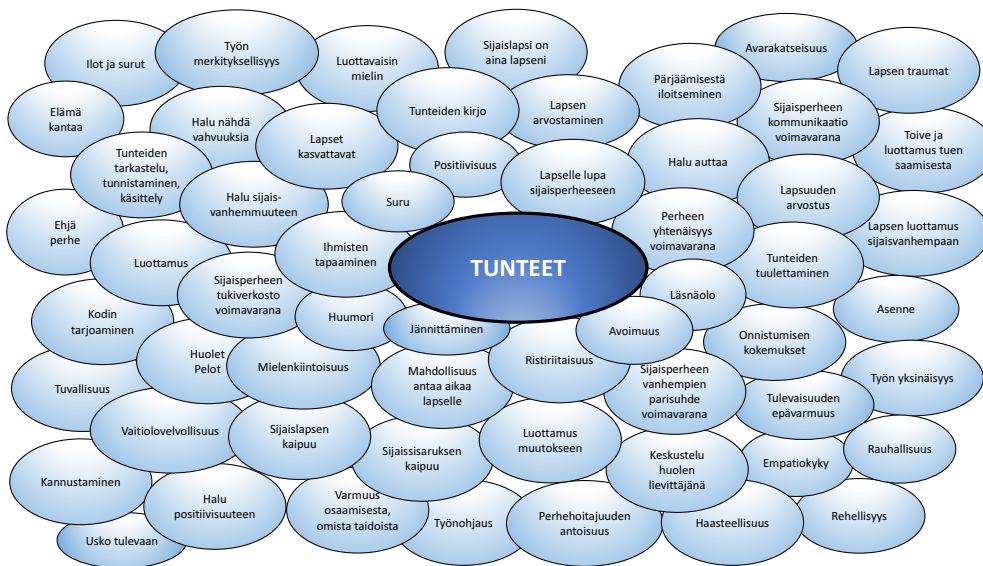 Ilot ja surut
Työn
merkityksellisyys
Luottavaisin
mielin
Sijaislapsi on
aina lapseni
Pärjäämisestä
iloitseminen
Avarakatseisuus
Lapsen traumat
Elämä
kantaa
Halu nähdä
vahvuuksia
Lapset
kasvattavat
Tunteiden kirjo
Lapsen
arvostaminen
Sijaisperheen
kommunikaatio
voimavarana
Toive ja
luottamus tuen
saamisesta
Tunteiden
tarkastelu,
tunnistaminen,
käsittely
Halu sijais-
vanhemmuuteen
Suru
Positiivisuus
Lapselle lupa
sijaisperheeseen
Halu auttaa
Lapsuuden
arvostus
Ehjä
perhe
Luottamus
Ihmisten
tapaaminen
TUNTEET
Perheen
yhtenäisyys
voimavarana
Tunteiden
tuulettaminen
Lapsen luottamus
sijaisvanhempaan
Kodin
tarjoaminen
Sijaisperheen
tukiverkosto
voimavarana
Huumori
Jännittäminen
Avoimuus
Läsnäolo
Onnistumisen
kokemukset
Asenne
Tuvallisuus
Huolet
Pelot
Mielenkiintoisuus
Mahdollisuus
antaa aikaa
lapselle
Ristiriitaisuus
Sijaisperheen
vanhempien
parisuhde
voimavarana
Tulevaisuuden
epävarmuus
Työn yksinäisyys
Vaitiolovelvollisuus
Sijaislapsen
kaipuu
Sijaissisaruksen
kaipuu
Luottamus
muutokseen
Keskustelu
huolen
lievittäjänä
Empatiokyky
Rauhallisuus
Kannustaminen
Halu
positiivisuuteen
Varmuus
osaamisesta,
omista taidoista
Työnohjaus
Perhehoitajuuden
antoisuus
Haasteellisuus
Rehellisyys
Usko tulevaan